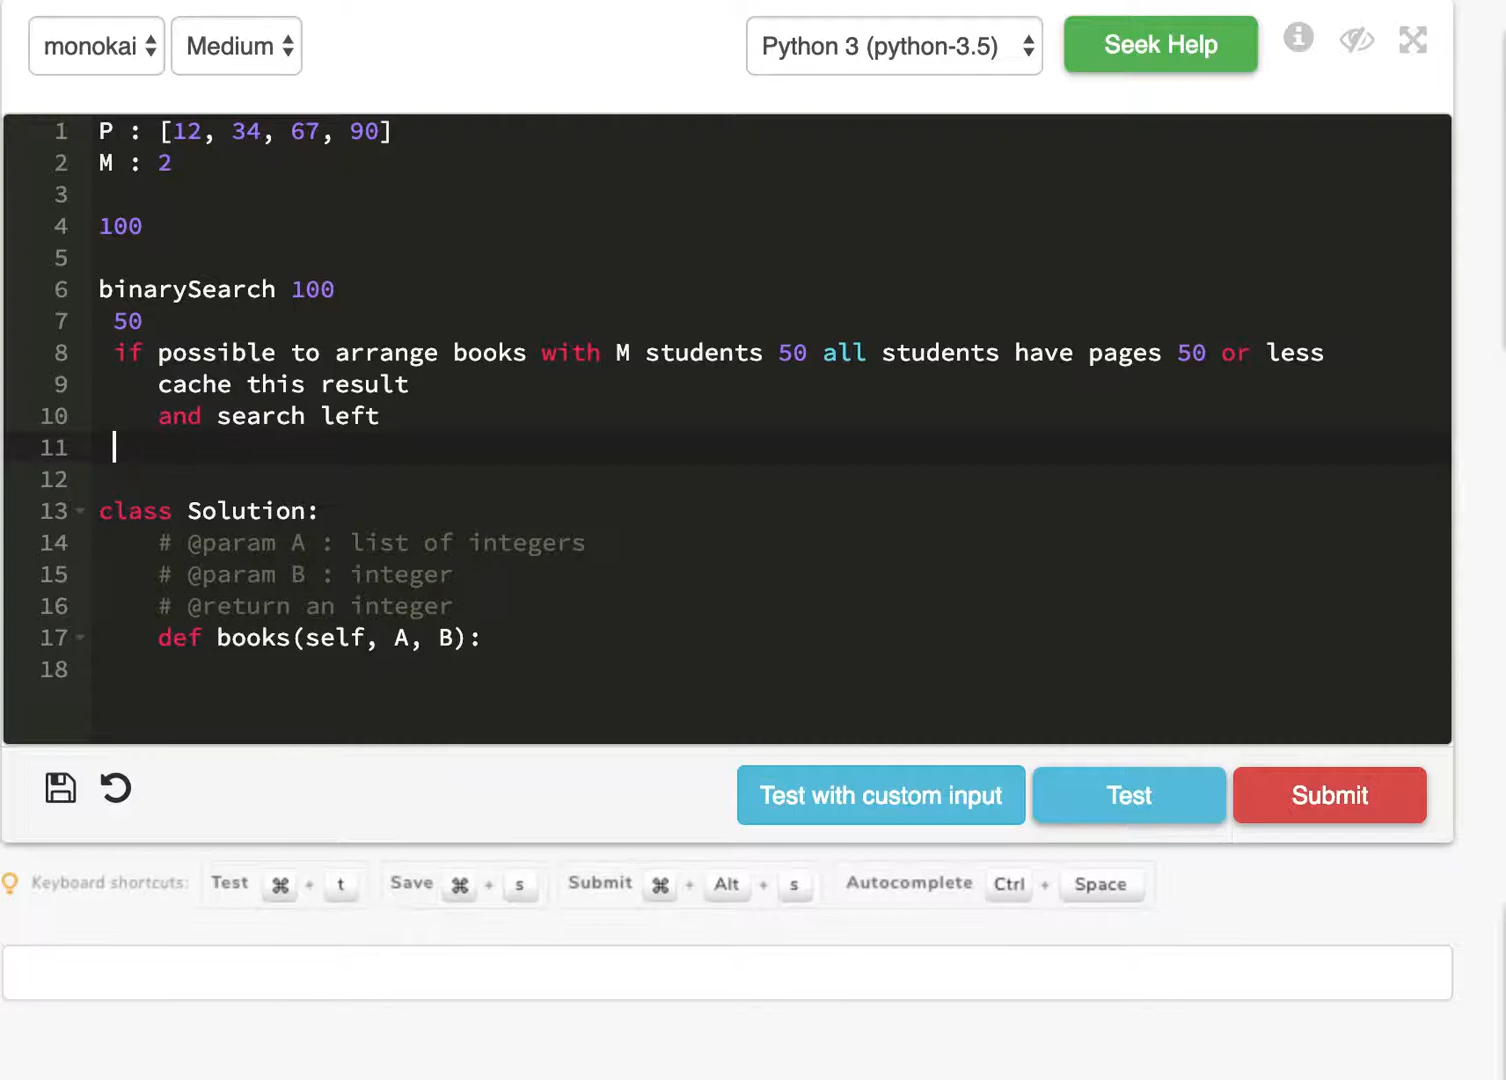 monokai Medium Python 3 (python-3.5) Seek Help
1 P : [12, 34, 67, 90]
2 M : 2
3
4 100
5
6 binarySearch 100
7 50
8 if possible to arrange books with M students 50 all students have pages 50 or less
9 cache this result
10 and search left
11
12
13 class Solution:
14 # @param A : list of integers
15 # @param B : integer
16 # @return an integer
17 def books(self, A, B):
18
Test with custom input Test Submit
Keyboard shortcuts: Test ⌘ + t Save ⌘ + s Submit ⌘ + Alt + s Autocomplete Ctrl + Space